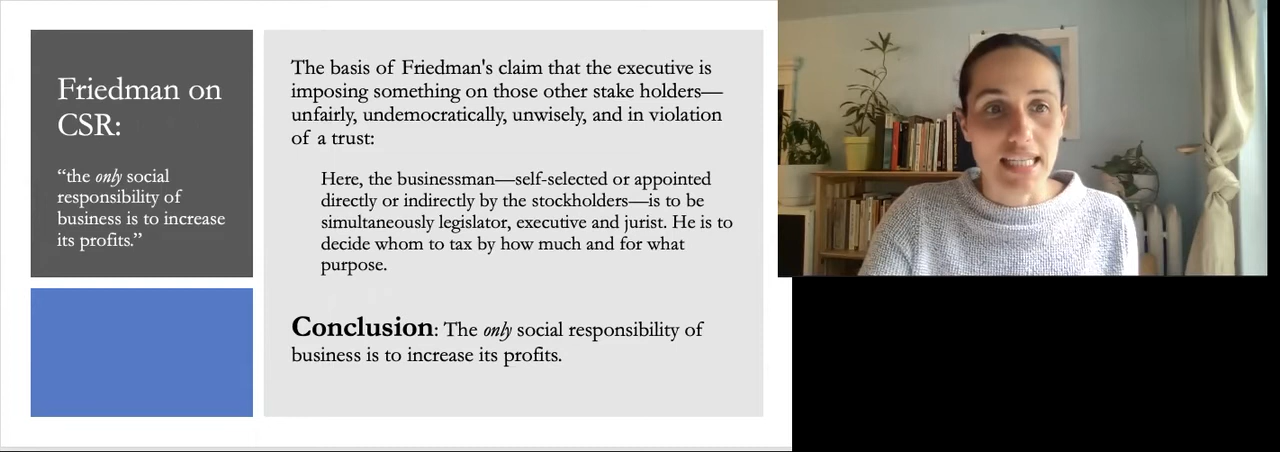 Friedman on
CSR:
“the only social
responsibility of
business is to increase
its profits.”
The basis of Friedman's claim that the executive is
imposing something on those other stake holders—
unfairly, undemocratically, unwisely, and in violation
of a trust:
Here, the businessman—self-selected or appointed
directly or indirectly by the stockholders—is to be
simultaneously legislator, executive and jurist. He is to
decide whom to tax by how much and for what
purpose.
Conclusion: The only social responsibility of
business is to increase its profits.